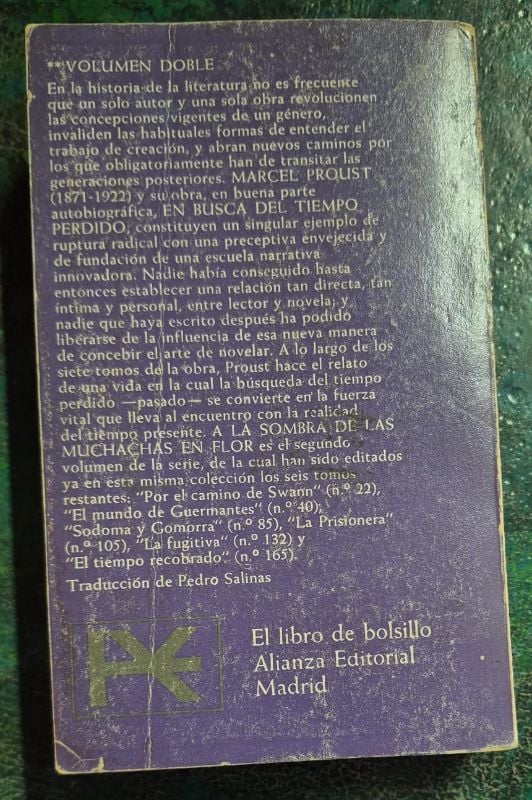 **VOLUMEN DOBLE
En la historia de la literatura no es frecuente
que un solo autor y una sola obra revolucionen
las concepciones vigentes de un género,
invaliden las habituales formas de entender el
trabajo de creación, y abran nuevos caminos por
los que obligatoriamente han de transitar las
generaciones posteriores. MARCEL PROUST
(1871-1922) y su obra, en buena parte
autobiográfica, EN BUSCA DEL TIEMPO
PERDIDO, constituyen un singular ejemplo de
ruptura radical con una preceptiva envejecida y
de fundación de una escuela narrativa
innovadora. Nadie había conseguido hasta
entonces establecer una relación tan directa, tan
íntima y personal, entre lector y novela; y
nadie que haya escrito después ha podido
liberarse de la influencia de esa nueva manera
de concebir el arte de novelar. A lo largo de los
siete tomos de la obra, Proust hace el relato
de una vida en la cual la búsqueda del tiempo
perdido —pasado— se convierte en la fuerza
vital que lleva al encuentro con la realidad
del tiempo presente. A LA SOMBRA DE LAS
MUCHACHAS EN FLOR es el segundo
volumen de la serie, de la cual han sido editados
ya en esta misma colección los seis tomos
restantes: "Por el camino de Swann" (n.º 22),
"El mundo de Guermantes" (n.º 40),
"Sodoma y Gomorra" (n.º 85), "La Prisionera"
(n.º 105), "La fugitiva" (n.º 132) y
"El tiempo recobrado" (n.º 165).
Traducción de Pedro Salinas
El libro de bolsillo
Alianza Editorial
Madrid